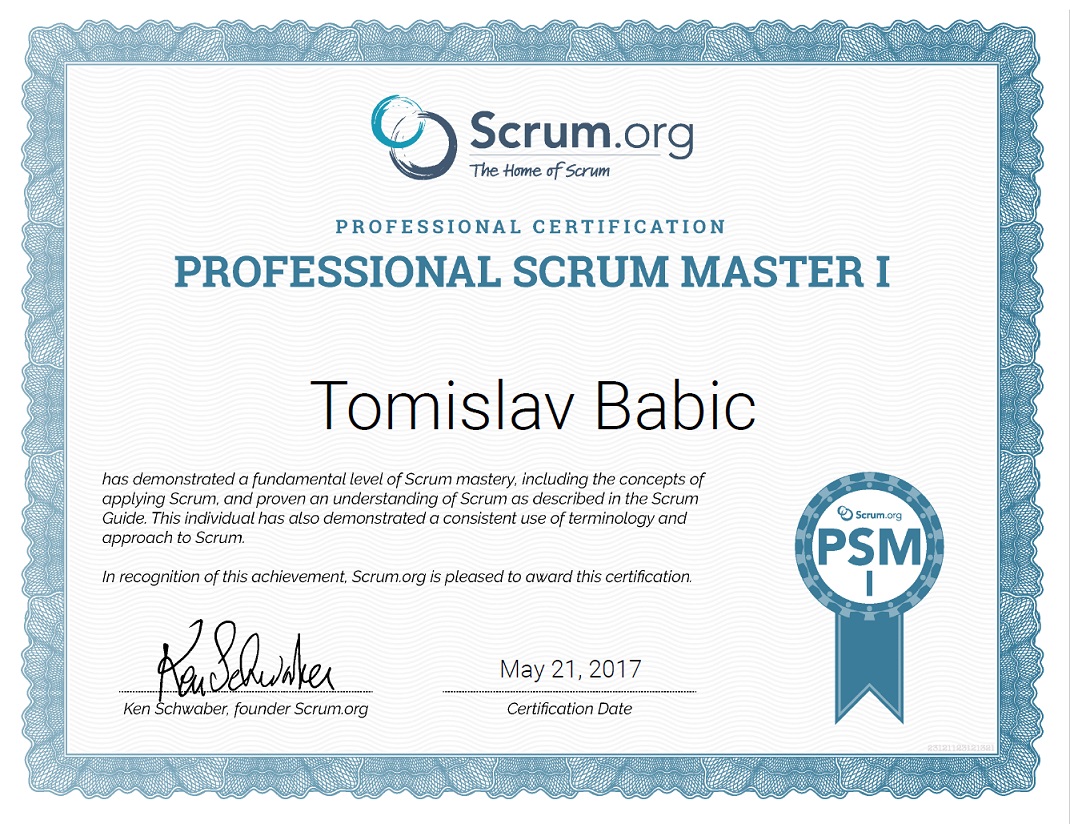 Scrum.org
The Home of Scrum
PROFESSIONAL CERTIFICATION
PROFESSIONAL SCRUM MASTER I
Tomislav Babic
has demonstrated a fundamental level of Scrum mastery, including the concepts of
applying Scrum, and proven an understanding of Scrum as described in the Scrum
Guide. This individual has also demonstrated a consistent use of terminology and
approach to Scrum.
In recognition of this achievement, Scrum.org is pleased to award this certification.
Scrum.org
PSM
I
Ken Schwaber
Ken Schwaber, founder Scrum.org
May 21, 2017
Certification Date